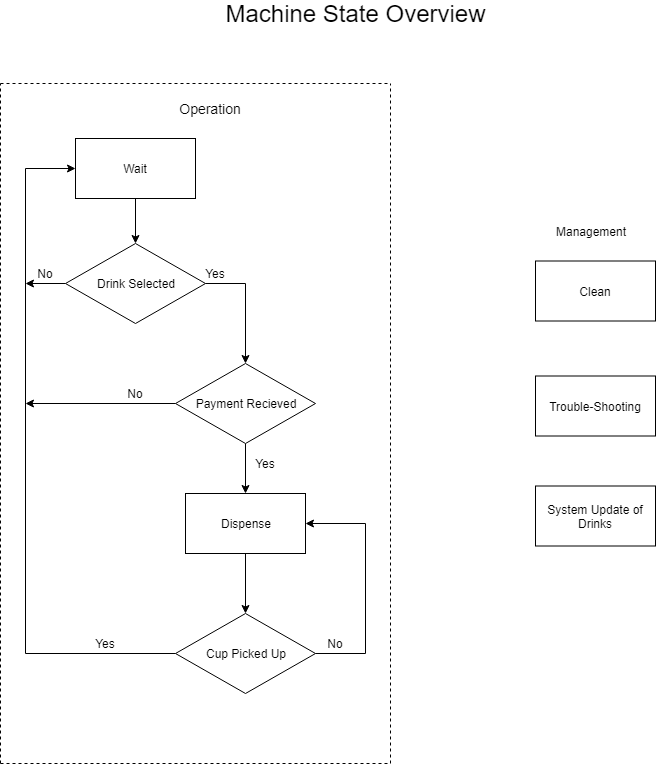 Machine State Overview
Operation
Wait
Drink Selected
No
Yes
Payment Recieved
No
Yes
Dispense
Cup Picked Up
Yes
No
Management
Clean
Trouble-Shooting
System Update of
Drinks